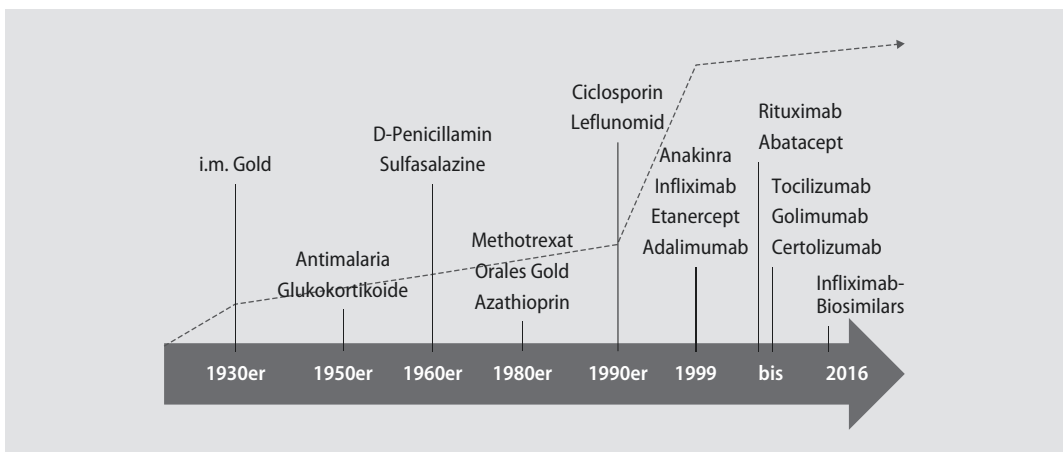 i.m. Gold
Antimalaria
Glukokortikoide
D-Penicillamin
Sulfasalazine
Methotrexat
Orales Gold
Azathioprin
Ciclosporin
Leflunomid
Anakinra
Infliximab
Etanercept
Adalimumab
Rituximab
Abatacept
Tocilizumab
Golimumab
Certolizumab
Infliximab-
Biosimilars
1930er 1950er 1960er 1980er 1990er 1999 bis 2016